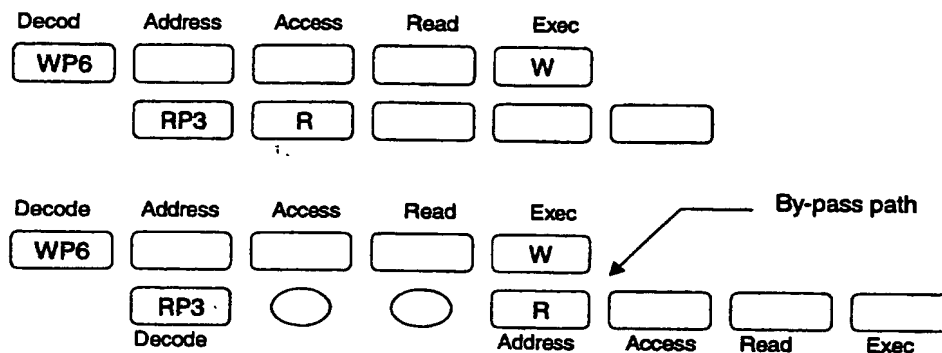 Decod Address Access Read Exec
WP6 W
RP3 R
Decode Address Access Read Exec By-pass path
WP6 W
RP3 R
Decode Address Access Read Exec